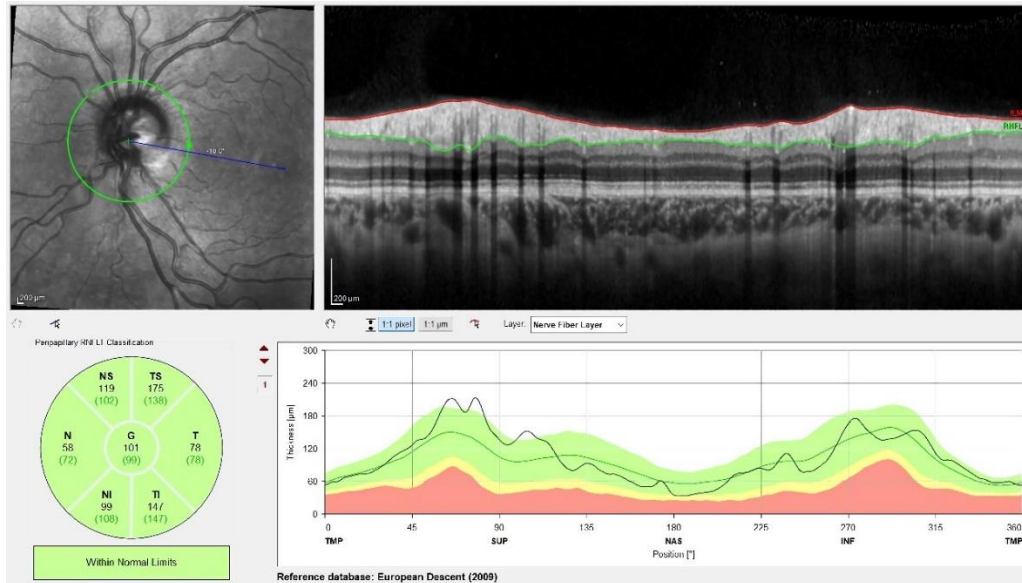 -10.0°
200 µm
200 µm
ILM
RNFL
1:1 pixel
1:1 µm
Layer:
Nerve Fiber Layer
Peripapillary RNFLT Classification
NS
119
(102)
TS
175
(138)
N
58
(72)
G
101
(99)
T
78
(78)
NI
99
(108)
TI
147
(147)
Within Normal Limits
1
Thickness [µm]
300
240
180
120
60
0
0
45
90
135
180
225
270
315
360
TMP
SUP
NAS
INF
TMP
Position [°]
Reference database: European Descent (2009)